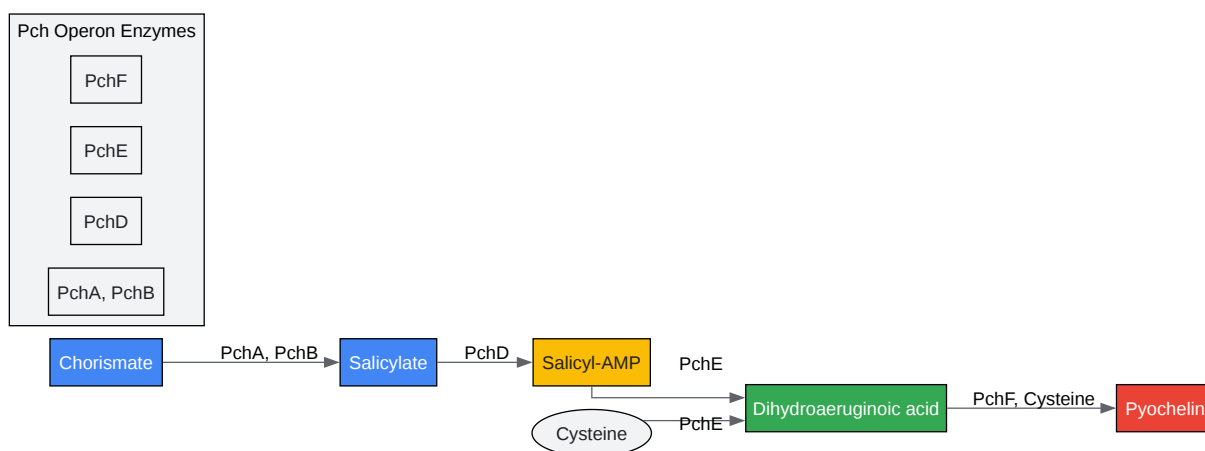 Pch Operon Enzymes
PchF
PchE
PchD
PchA, PchB
Chorismate
PchA, PchB
Salicylate
PchD
Salicyl-AMP
PchE
Cysteine
PchE
Dihydroaeruginoic acid
PchF, Cysteine
Pyochelin